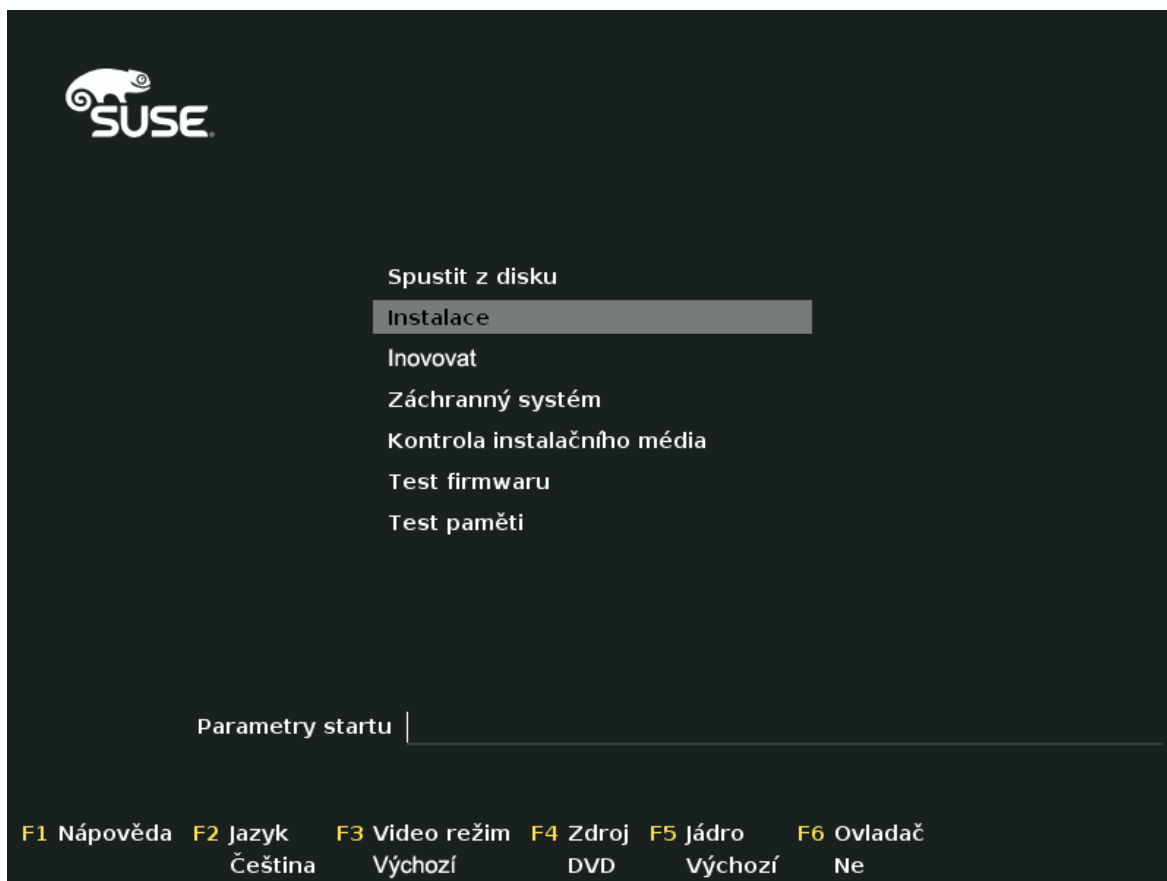 SUSE
Spustit z disku
Instalace
Inovovat
Záchranný systém
Kontrola instalačního média
Test firmwaru
Test paměti
Parametry startu
F1 Nápověda F2 Jazyk F3 Video režim F4 Zdroj F5 Jádro F6 Ovladač
Čeština Výchozí DVD Výchozí Ne